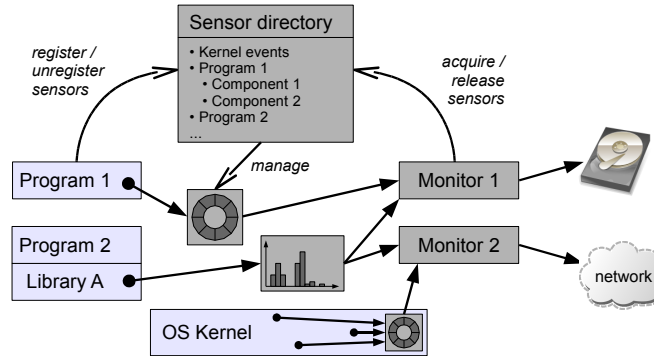 Sensor directory
• Kernel events
• Program 1
• Component 1
• Component 2
• Program 2
...
register /
unregister
sensors
acquire /
release
sensors
manage
Program 1
Monitor 1
Program 2
Library A
Monitor 2
network
OS Kernel